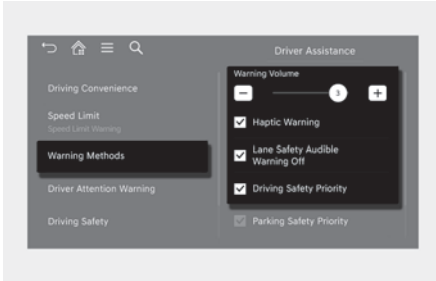 Driver Assistance
Driving Convenience
Speed Limit
Speed Limit Warning
Warning Methods
Driver Attention Warning
Driving Safety
Warning Volume
3
Haptic Warning
Lane Safety Audible
Warning Off
Driving Safety Priority
Parking Safety Priority